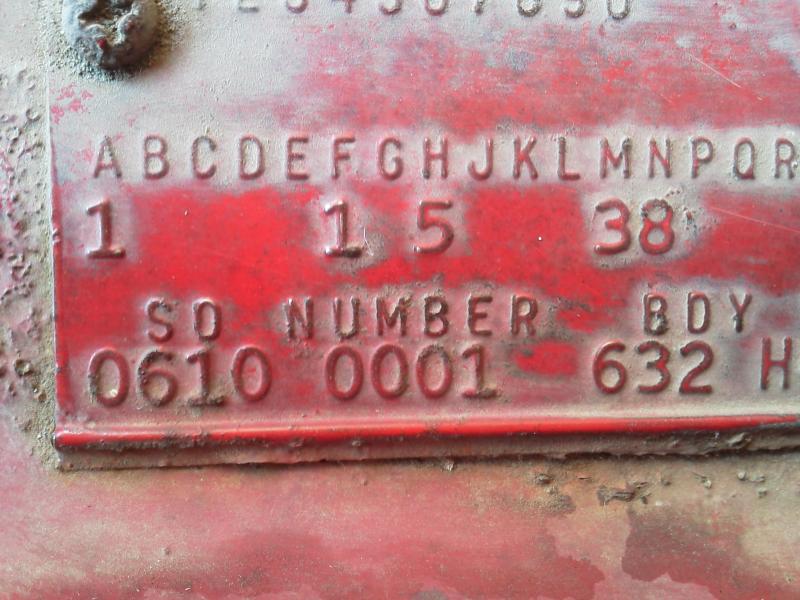 ABCDEFGHJKLMNPQR
1 1 5 38
SO NUMBER BDY
0610 0001 632 H